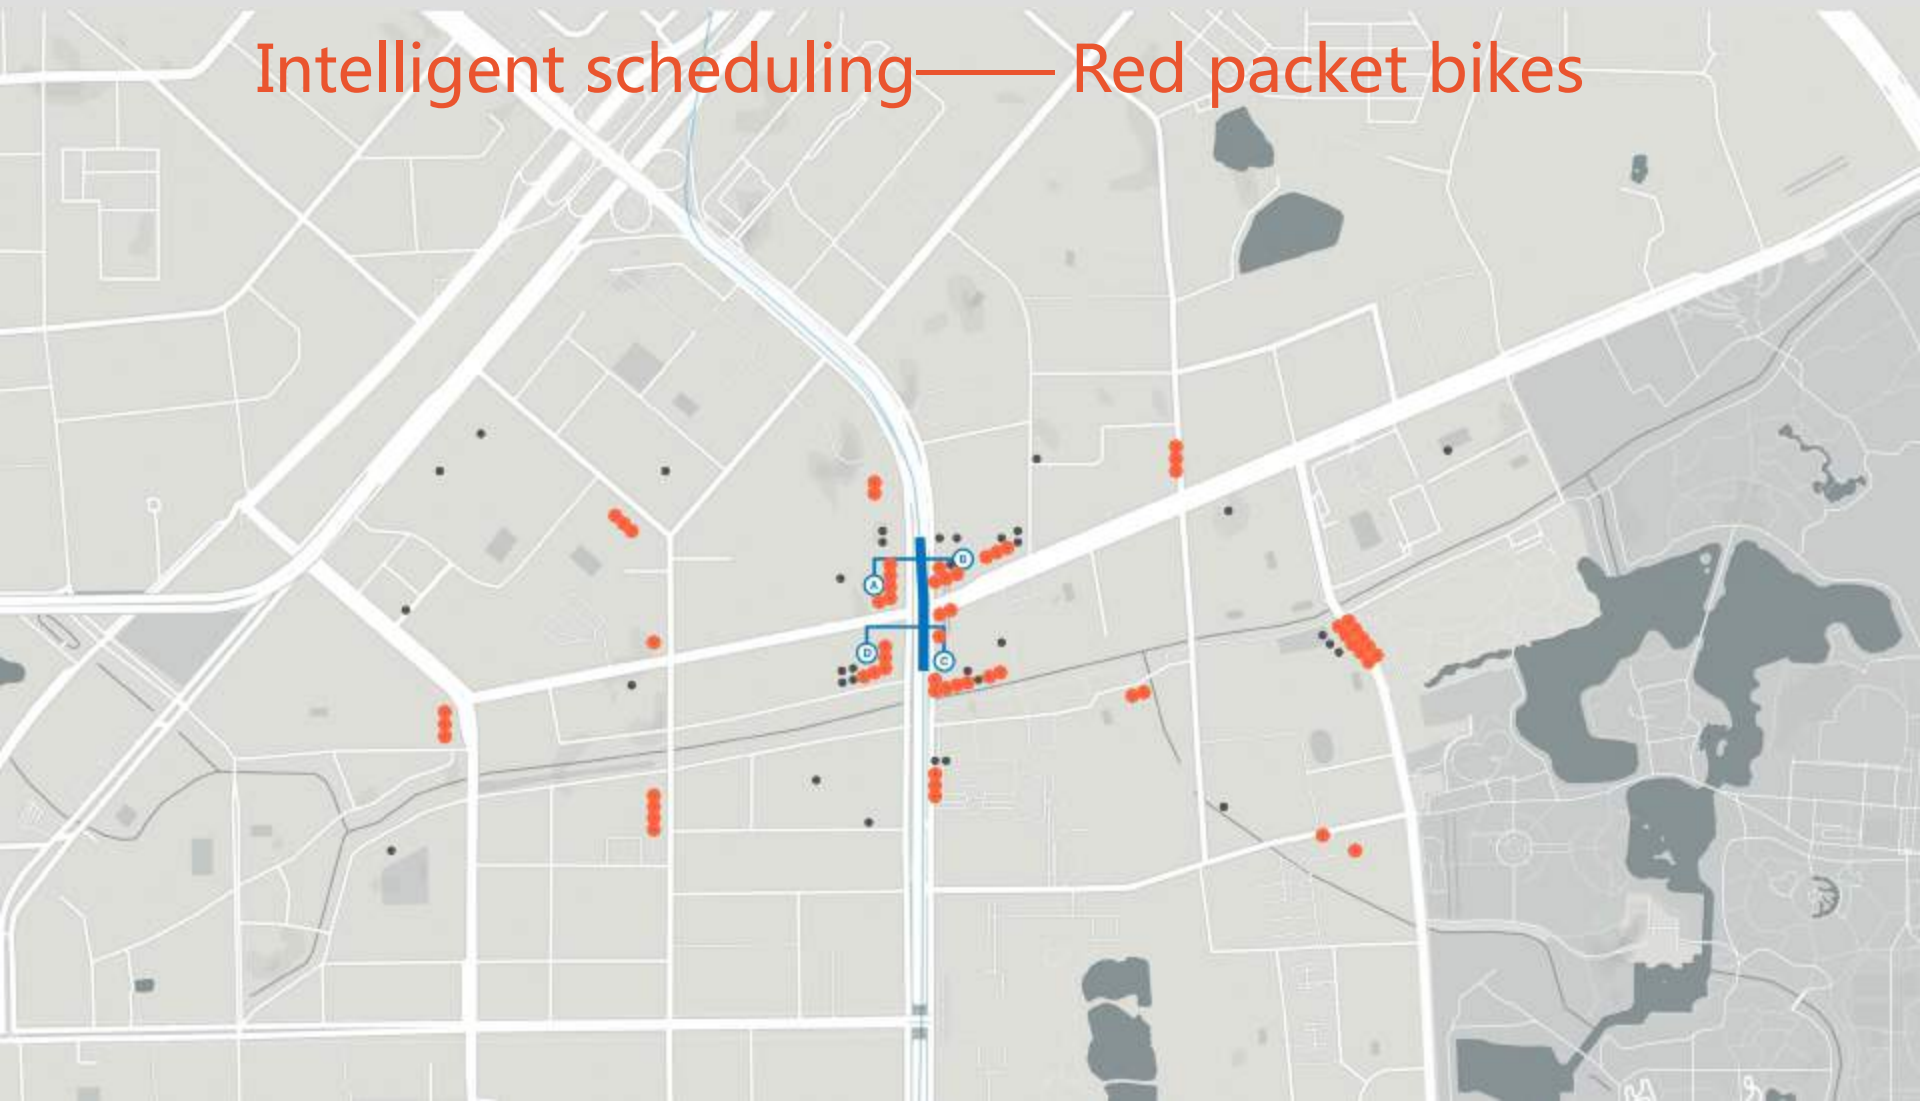 Intelligent scheduling——Red packet bikes
B
A
D
C